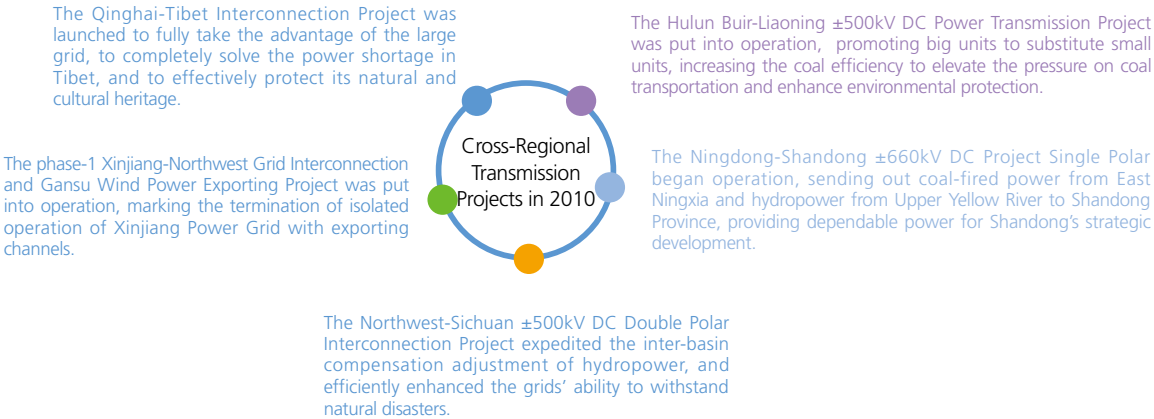 The Qinghai-Tibet Interconnection Project was
launched to fully take the advantage of the large
grid, to completely solve the power shortage in
Tibet, and to effectively protect its natural and
cultural heritage.
The Hulun Buir-Liaoning ±500kV DC Power Transmission Project
was put into operation, promoting big units to substitute small
units, increasing the coal efficiency to elevate the pressure on coal
transportation and enhance environmental protection.
Cross-Regional
Transmission
Projects in 2010
The phase-1 Xinjiang-Northwest Grid Interconnection
and Gansu Wind Power Exporting Project was put
into operation, marking the termination of isolated
operation of Xinjiang Power Grid with exporting
channels.
The Ningdong-Shandong ±660kV DC Project Single Polar
began operation, sending out coal-fired power from East
Ningxia and hydropower from Upper Yellow River to Shandong
Province, providing dependable power for Shandong's strategic
development.
The Northwest-Sichuan ±500kV DC Double Polar
Interconnection Project expedited the inter-basin
compensation adjustment of hydropower, and
efficiently enhanced the grids' ability to withstand
natural disasters.